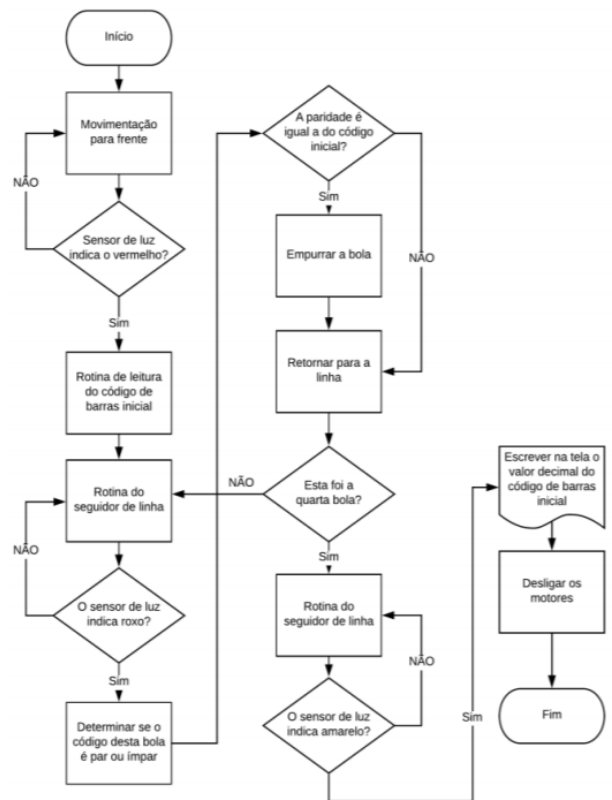 Início
Movimentação
para frente
NÃO
Sensor de luz
indica o vermelho?
Sim
Rotina de leitura
do código de
barras inicial
Rotina do
seguidor de linha
NÃO
O sensor de luz
indica roxo?
Sim
Determinar se o
código desta bola
é par ou ímpar
A paridade é
igual a do código
inicial?
Sim
NÃO
Empurrar a bola
Retornar para a
linha
NÃO
Esta foi a
quarta bola?
Sim
Rotina do
seguidor de linha
NÃO
O sensor de luz
indica amarelo?
Sim
Escrever na tela o
valor decimal do
código de barras
inicial
Desligar os
motores
Fim